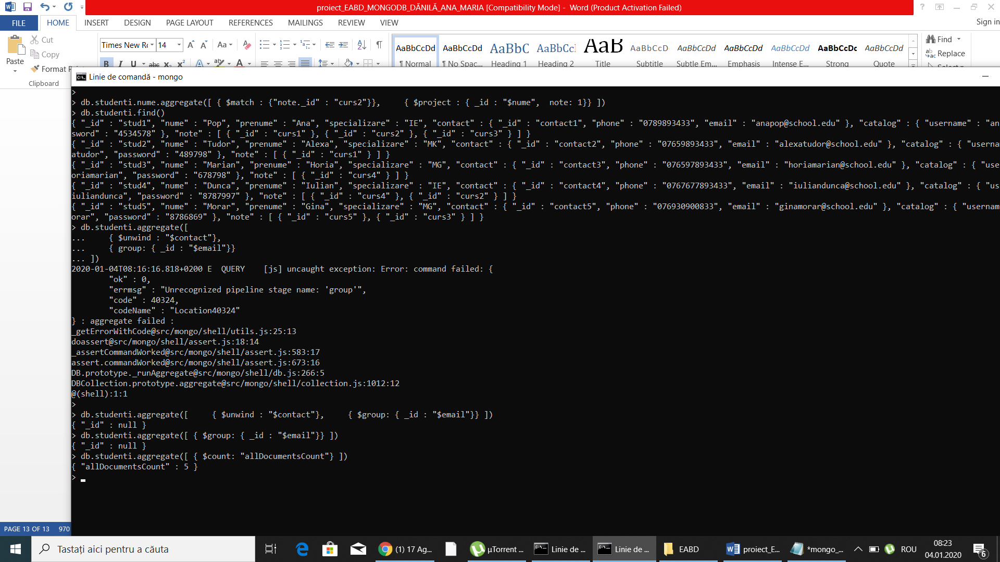 proiect_EABD_MONGODB_DĂNILĂ_ANA_MARIA [Compatibility Mode] - Word (Product Activation Failed)
FILE HOME INSERT DESIGN PAGE LAYOUT REFERENCES MAILINGS REVIEW VIEW Sign in
Cut
Copy
Paste
Format
Clipboard
Times New Rc 14
AaBbCcDd AaBbCcDd AaBbC AaBbCc AaB AaBbCcD AaBbCcDd AaBbCcDd AaBbCcDd AaBbCcDc AaBbCcDd
¶ Normal ¶ No Spac... Heading 1 Heading 2 Title Subtitle Subtle Em... Emphasis Intense E... Strong Quote
Find
Replace
Select
Linie de comandă - mongo
>
> db.studenti.nume.aggregate([ { $match : {"note._id" : "curs2"}},     { $project : { _id : "$nume",  note: 1}} ])
> db.studenti.find()
{ "_id" : "stud1", "nume" : "Pop", "prenume" : "Ana", "specializare" : "IE", "contact" : { "_id" : "contact1", "phone" : "0789893433", "email" : "anapop@school.edu" }, "catalog" : { "username" : "an
sword" : "4534578" }, "note" : [ { "_id" : "curs1" }, { "_id" : "curs2" }, { "_id" : "curs3" } ] }
{ "_id" : "stud2", "nume" : "Tudor", "prenume" : "Alexa", "specializare" : "MK", "contact" : { "_id" : "contact2", "phone" : "07659893433", "email" : "alexatudor@school.edu" }, "catalog" : { "userna
atudor", "password" : "489798" }, "note" : [ { "_id" : "curs1" } ] }
{ "_id" : "stud3", "nume" : "Marian", "prenume" : "Horia", "specializare" : "MG", "contact" : { "_id" : "contact3", "phone" : "076597893433", "email" : "horiamarian@school.edu" }, "catalog" : { "use
oriamarian", "password" : "678798" }, "note" : [ { "_id" : "curs4" } ] }
{ "_id" : "stud4", "nume" : "Dunca", "prenume" : "Iulian", "specializare" : "IE", "contact" : { "_id" : "contact4", "phone" : "0767677893433", "email" : "iuliandunca@school.edu" }, "catalog" : { "us
iuliandunca", "password" : "8787997" }, "note" : [ { "_id" : "curs4" }, { "_id" : "curs2" } ] }
{ "_id" : "stud5", "nume" : "Morar", "prenume" : "Gina", "specializare" : "MG", "contact" : { "_id" : "contact5", "phone" : "076930900833", "email" : "ginamorar@school.edu" }, "catalog" : { "usernam
orar", "password" : "8786869" }, "note" : [ { "_id" : "curs5" }, { "_id" : "curs3" } ] }
> db.studenti.aggregate([
...     { $unwind : "$contact"},
...     { group: { _id : "$email"}}
... ])
2020-01-04T08:16:16.818+0200 E  QUERY    [js] uncaught exception: Error: command failed: {
        "ok" : 0,
        "errmsg" : "Unrecognized pipeline stage name: 'group'",
        "code" : 40324,
        "codeName" : "Location40324"
} : aggregate failed :
_getErrorWithCode@src/mongo/shell/utils.js:25:13
doassert@src/mongo/shell/assert.js:18:14
_assertCommandWorked@src/mongo/shell/assert.js:583:17
assert.commandWorked@src/mongo/shell/assert.js:673:16
DB.prototype._runAggregate@src/mongo/shell/db.js:266:5
DBCollection.prototype.aggregate@src/mongo/shell/collection.js:1012:12
@(shell):1:1
>
> db.studenti.aggregate([     { $unwind : "$contact"},     { $group: { _id : "$email"}} ])
{ "_id" : null }
> db.studenti.aggregate([ { $group: { _id : "$email"}} ])
{ "_id" : null }
> db.studenti.aggregate([ { $count: "allDocumentsCount"} ])
{ "allDocumentsCount" : 5 }
>
PAGE 13 OF 13 970
Tastați aici pentru a căuta
(1) 17 Ag... µTorrent ... Linie de ... Linie de ... EABD proiect_E... *mongo_... ROU
08:23
04.01.2020
6